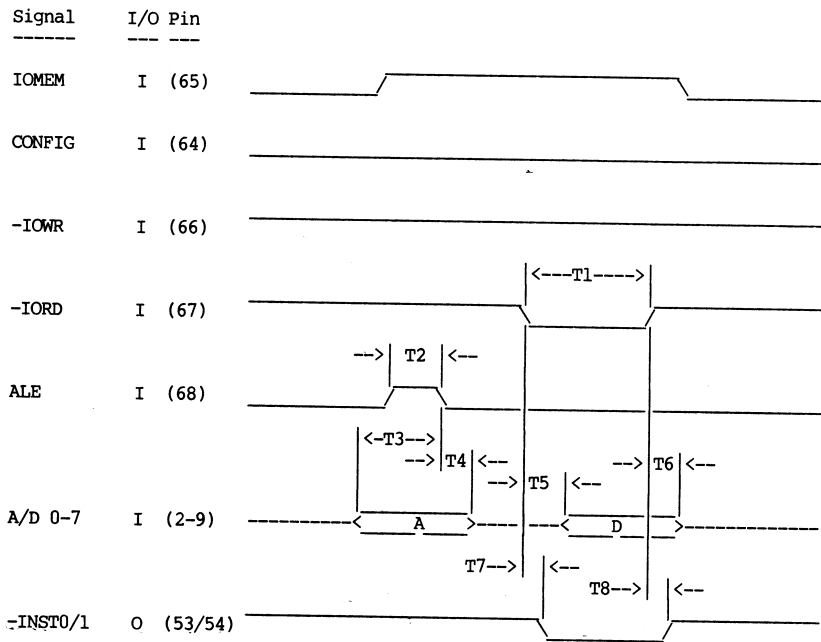 Signal I/O Pin
------ --- ---
IOMEM I (65)
CONFIG I (64)
-IOWR I (66)
<---T1---->
-IORD I (67)
-->| T2 |<--
ALE I (68)
|<-T3-->|
-->|T4|<--
-->|T6|<--
-->|T5|<--
A/D 0-7 I (2-9)
A D
T7-->| |<--
T8-->| |<--
-INST0/1 O (53/54)